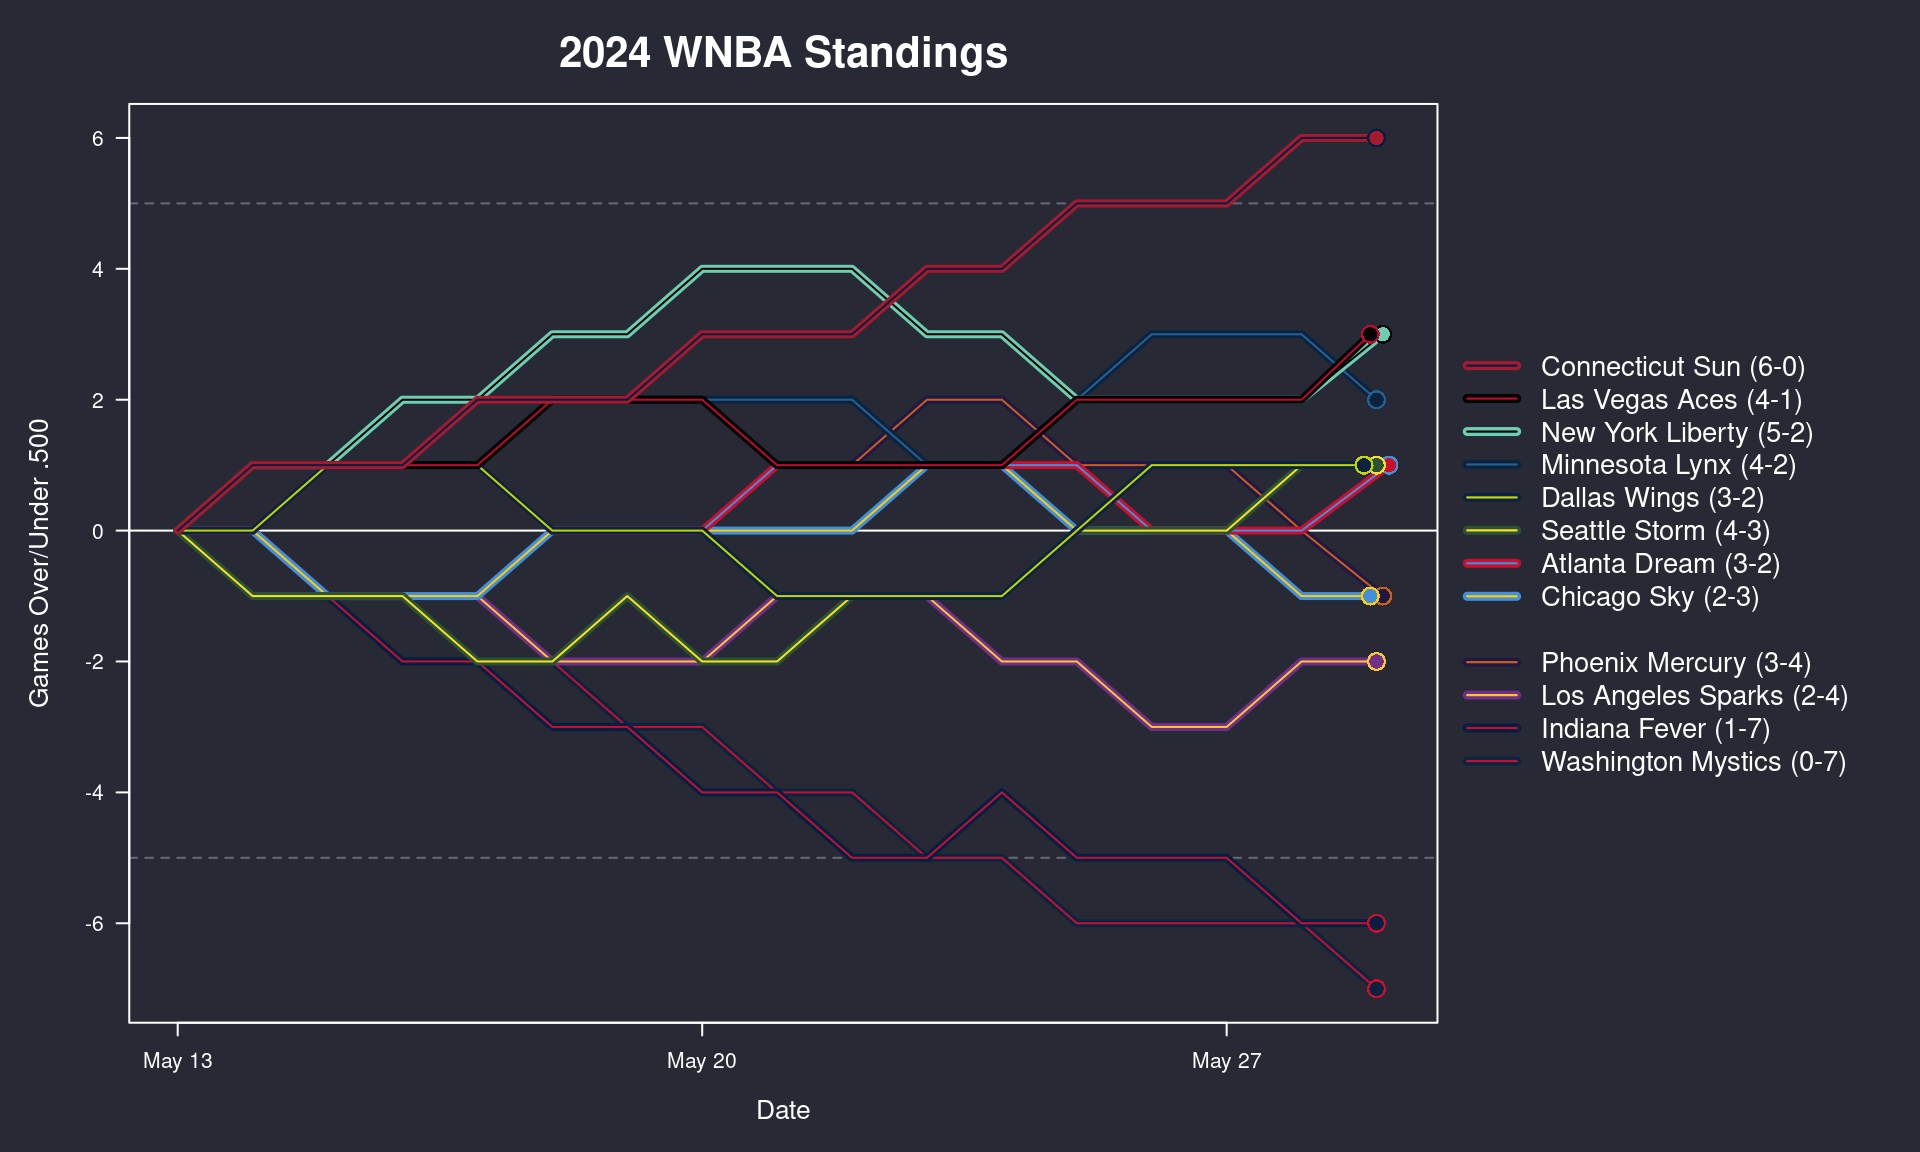 2024 WNBA Standings
Games Over/Under .500
6
4
2
0
-2
-4
-6
May 13
May 20
May 27
Date
Connecticut Sun (6-0)
Las Vegas Aces (4-1)
New York Liberty (5-2)
Minnesota Lynx (4-2)
Dallas Wings (3-2)
Seattle Storm (4-3)
Atlanta Dream (3-2)
Chicago Sky (2-3)
Phoenix Mercury (3-4)
Los Angeles Sparks (2-4)
Indiana Fever (1-7)
Washington Mystics (0-7)